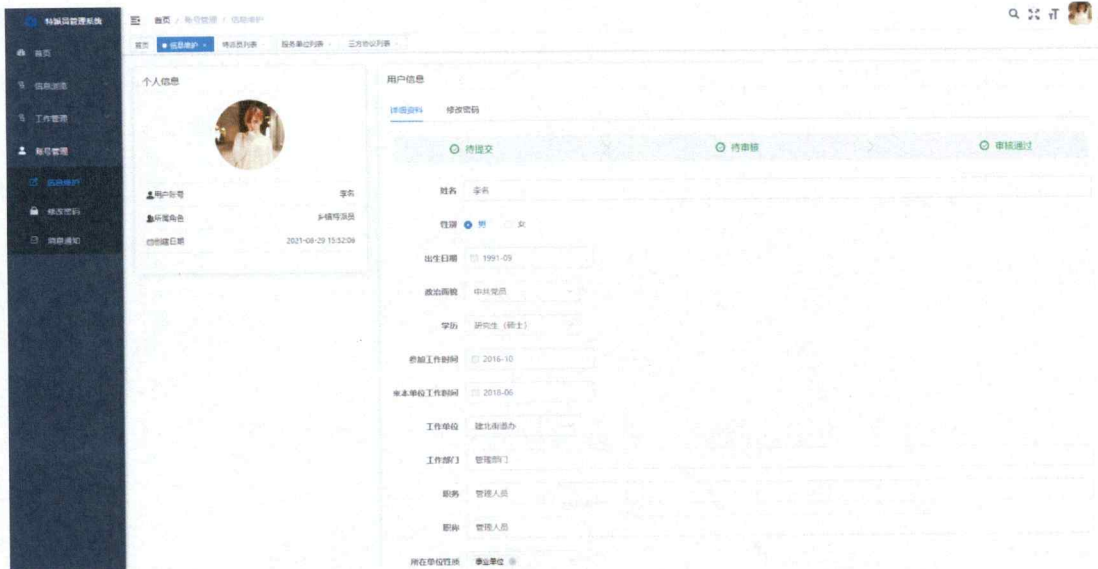 特派员管理系统
首页 / 账号管理 / 信息维护
首页
信息维护 ×
特派员列表
服务单位列表
三方协议列表
首页
信息浏览
工作管理
账号管理
信息维护
修改密码
消息通知
个人信息
用户账号 李名
所属角色 乡镇特派员
创建日期 2021-08-29 15:52:06
用户信息
详细资料 修改密码
待提交 待审核 审核通过
姓名 李名
性别 男 女
出生日期 1991-05
政治面貌 中共党员
学历 研究生（硕士）
参加工作时间 2016-10
来本单位工作时间 2018-06
工作单位 建北街道办
工作部门 管理部门
职务 管理人员
职称 管理人员
所在单位性质 事业单位